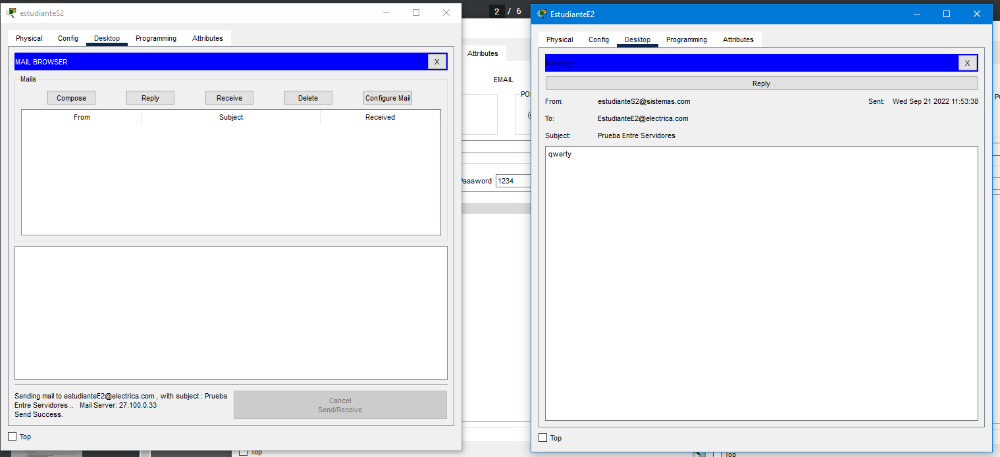 estudianteS2
Physical Config Desktop Programming Attributes
MAIL BROWSER X
Mails
Compose Reply Receive Delete Configure Mail
From Subject Received
Sending mail to estudianteE2@electrica.com , with subject : Prueba
Entre Servidores .. Mail Server: 27.100.0.33
Send Success.
Cancel
Send/Receive
Top
2 / 6
Attributes
EMAIL
PO
Password 1234
Top
EstudianteE2
Physical Config Desktop Programming Attributes
Message X
Reply
From: estudianteS2@sistemas.com Sent: Wed Sep 21 2022 11:53:38
To: EstudianteE2@electrica.com
Subject: Prueba Entre Servidores
qwerty
Top
Top